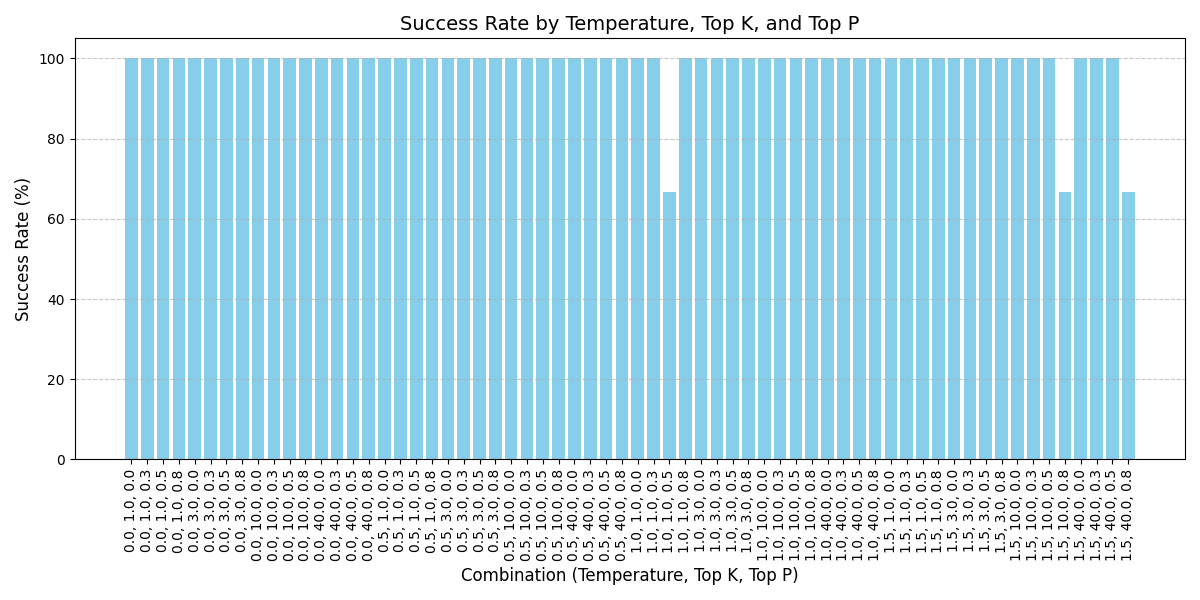 Success Rate by Temperature, Top K, and Top P
Success Rate (%)
100
80
60
40
20
0
0.0, 1.0, 0.0
0.0, 1.0, 0.3
0.0, 1.0, 0.5
0.0, 1.0, 0.8
0.0, 3.0, 0.0
0.0, 3.0, 0.3
0.0, 3.0, 0.5
0.0, 3.0, 0.8
0.0, 10.0, 0.0
0.0, 10.0, 0.3
0.0, 10.0, 0.5
0.0, 10.0, 0.8
0.0, 40.0, 0.0
0.0, 40.0, 0.3
0.0, 40.0, 0.5
0.0, 40.0, 0.8
0.5, 1.0, 0.0
0.5, 1.0, 0.3
0.5, 1.0, 0.5
0.5, 1.0, 0.8
0.5, 3.0, 0.0
0.5, 3.0, 0.3
0.5, 3.0, 0.5
0.5, 3.0, 0.8
0.5, 10.0, 0.0
0.5, 10.0, 0.3
0.5, 10.0, 0.5
0.5, 10.0, 0.8
0.5, 40.0, 0.0
0.5, 40.0, 0.3
0.5, 40.0, 0.5
0.5, 40.0, 0.8
1.0, 1.0, 0.0
1.0, 1.0, 0.3
1.0, 1.0, 0.5
1.0, 1.0, 0.8
1.0, 3.0, 0.0
1.0, 3.0, 0.3
1.0, 3.0, 0.5
1.0, 3.0, 0.8
1.0, 10.0, 0.0
1.0, 10.0, 0.3
1.0, 10.0, 0.5
1.0, 10.0, 0.8
1.0, 40.0, 0.0
1.0, 40.0, 0.3
1.0, 40.0, 0.5
1.0, 40.0, 0.8
1.5, 1.0, 0.0
1.5, 1.0, 0.3
1.5, 1.0, 0.5
1.5, 1.0, 0.8
1.5, 3.0, 0.0
1.5, 3.0, 0.3
1.5, 3.0, 0.5
1.5, 3.0, 0.8
1.5, 10.0, 0.0
1.5, 10.0, 0.3
1.5, 10.0, 0.5
1.5, 10.0, 0.8
1.5, 40.0, 0.0
1.5, 40.0, 0.3
1.5, 40.0, 0.5
1.5, 40.0, 0.8
Combination (Temperature, Top K, Top P)